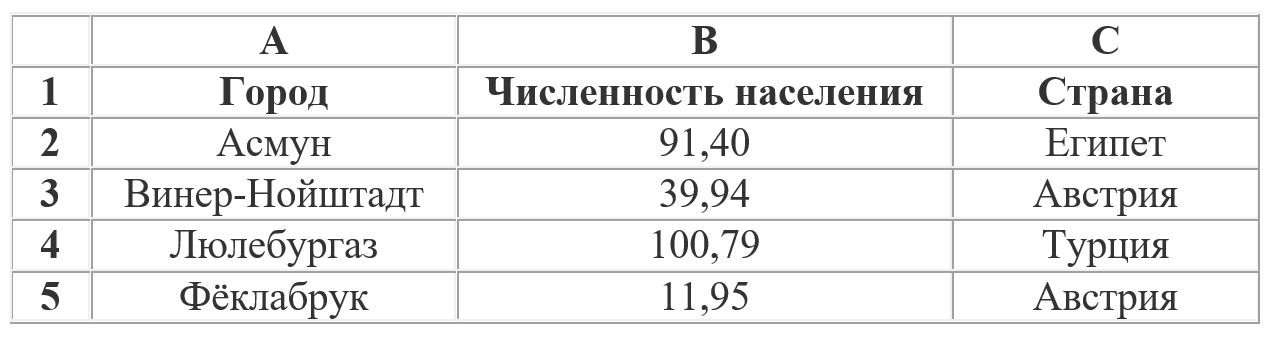 A B C
1 Город Численность населения Страна
2 Асмун 91,40 Египет
3 Винер-Нойштадт 39,94 Австрия
4 Люлебургаз 100,79 Турция
5 Фёклабрук 11,95 Австрия